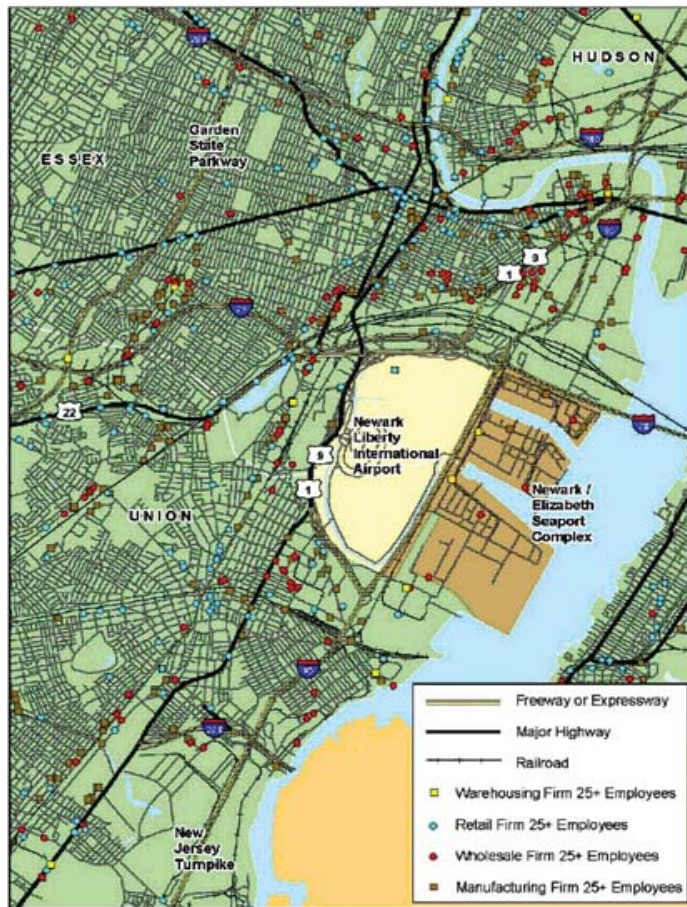 HUDSON
Garden
State
Parkway
ESSEX
280
9
1
95
22
Newark
Liberty
International
Airport
9
1
Newark /
Elizabeth
Seaport
Complex
UNION
New
Jersey
Turnpike
Freeway or Expressway
Major Highway
Railroad
Warehousing Firm 25+ Employees
Retail Firm 25+ Employees
Wholesale Firm 25+ Employees
Manufacturing Firm 25+ Employees